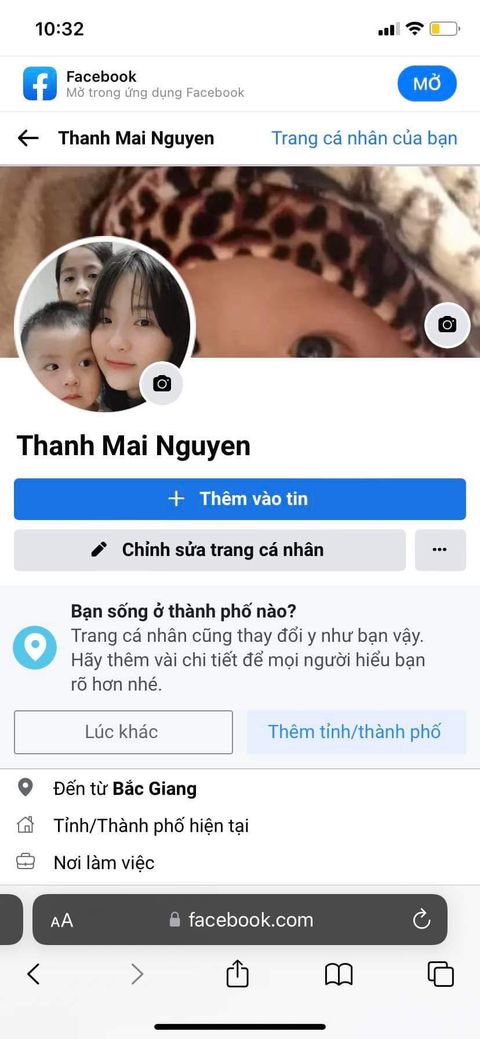 10:32
Facebook
Mở trong ứng dụng Facebook
MỞ
Thanh Mai Nguyen
Trang cá nhân của bạn
Thanh Mai Nguyen
Thêm vào tin
Chỉnh sửa trang cá nhân
Bạn sống ở thành phố nào?
Trang cá nhân cũng thay đổi y như bạn vậy.
Hãy thêm vài chi tiết để mọi người hiểu bạn
rõ hơn nhé.
Lúc khác
Thêm tỉnh/thành phố
Đến từ Bắc Giang
Tỉnh/Thành phố hiện tại
Nơi làm việc
AA
facebook.com